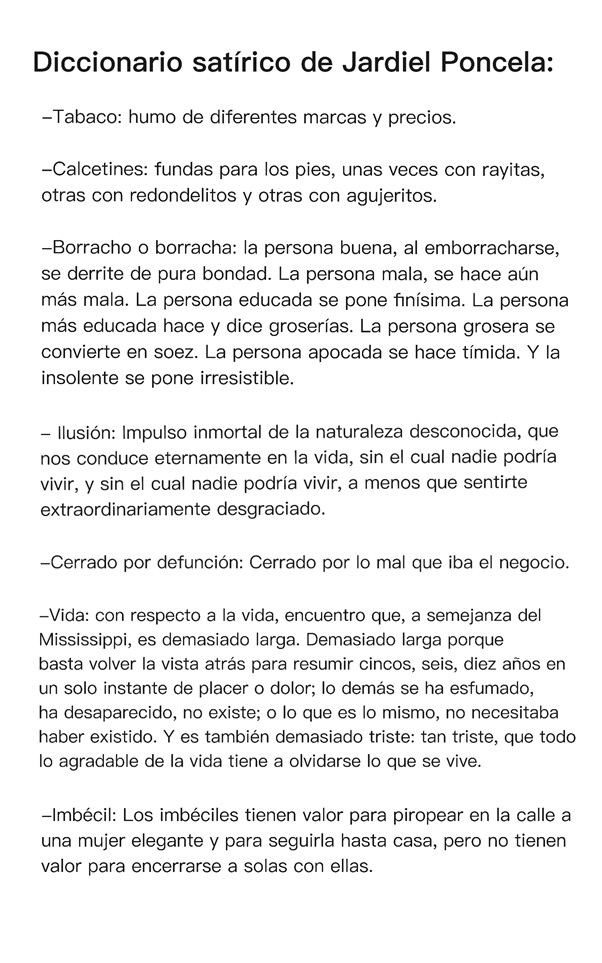 Diccionario satírico de Jardiel Poncela:
–Tabaco: humo de diferentes marcas y precios.
–Calcetines: fundas para los pies, unas veces con rayitas,
otras con redondelitos y otras con agujeritos.
–Borracho o borracha: la persona buena, al emborracharse,
se derrite de pura bondad. La persona mala, se hace aún
más mala. La persona educada se pone finísima. La persona
más educada hace y dice groserías. La persona grosera se
convierte en soez. La persona apocada se hace tímida. Y la
insolente se pone irresistible.
– Ilusión: Impulso inmortal de la naturaleza desconocida, que
nos conduce eternamente en la vida, sin el cual nadie podría
vivir, y sin el cual nadie podría vivir, a menos que sentirte
extraordinariamente desgraciado.
–Cerrado por defunción: Cerrado por lo mal que iba el negocio.
–Vida: con respecto a la vida, encuentro que, a semejanza del
Mississippi, es demasiado larga. Demasiado larga porque
basta volver la vista atrás para resumir cincos, seis, diez años en
un solo instante de placer o dolor; lo demás se ha esfumado,
ha desaparecido, no existe; o lo que es lo mismo, no necesitaba
haber existido. Y es también demasiado triste: tan triste, que todo
lo agradable de la vida tiene a olvidarse lo que se vive.
–Imbécil: Los imbéciles tienen valor para piropear en la calle a
una mujer elegante y para seguirla hasta casa, pero no tienen
valor para encerrarse a solas con ellas.